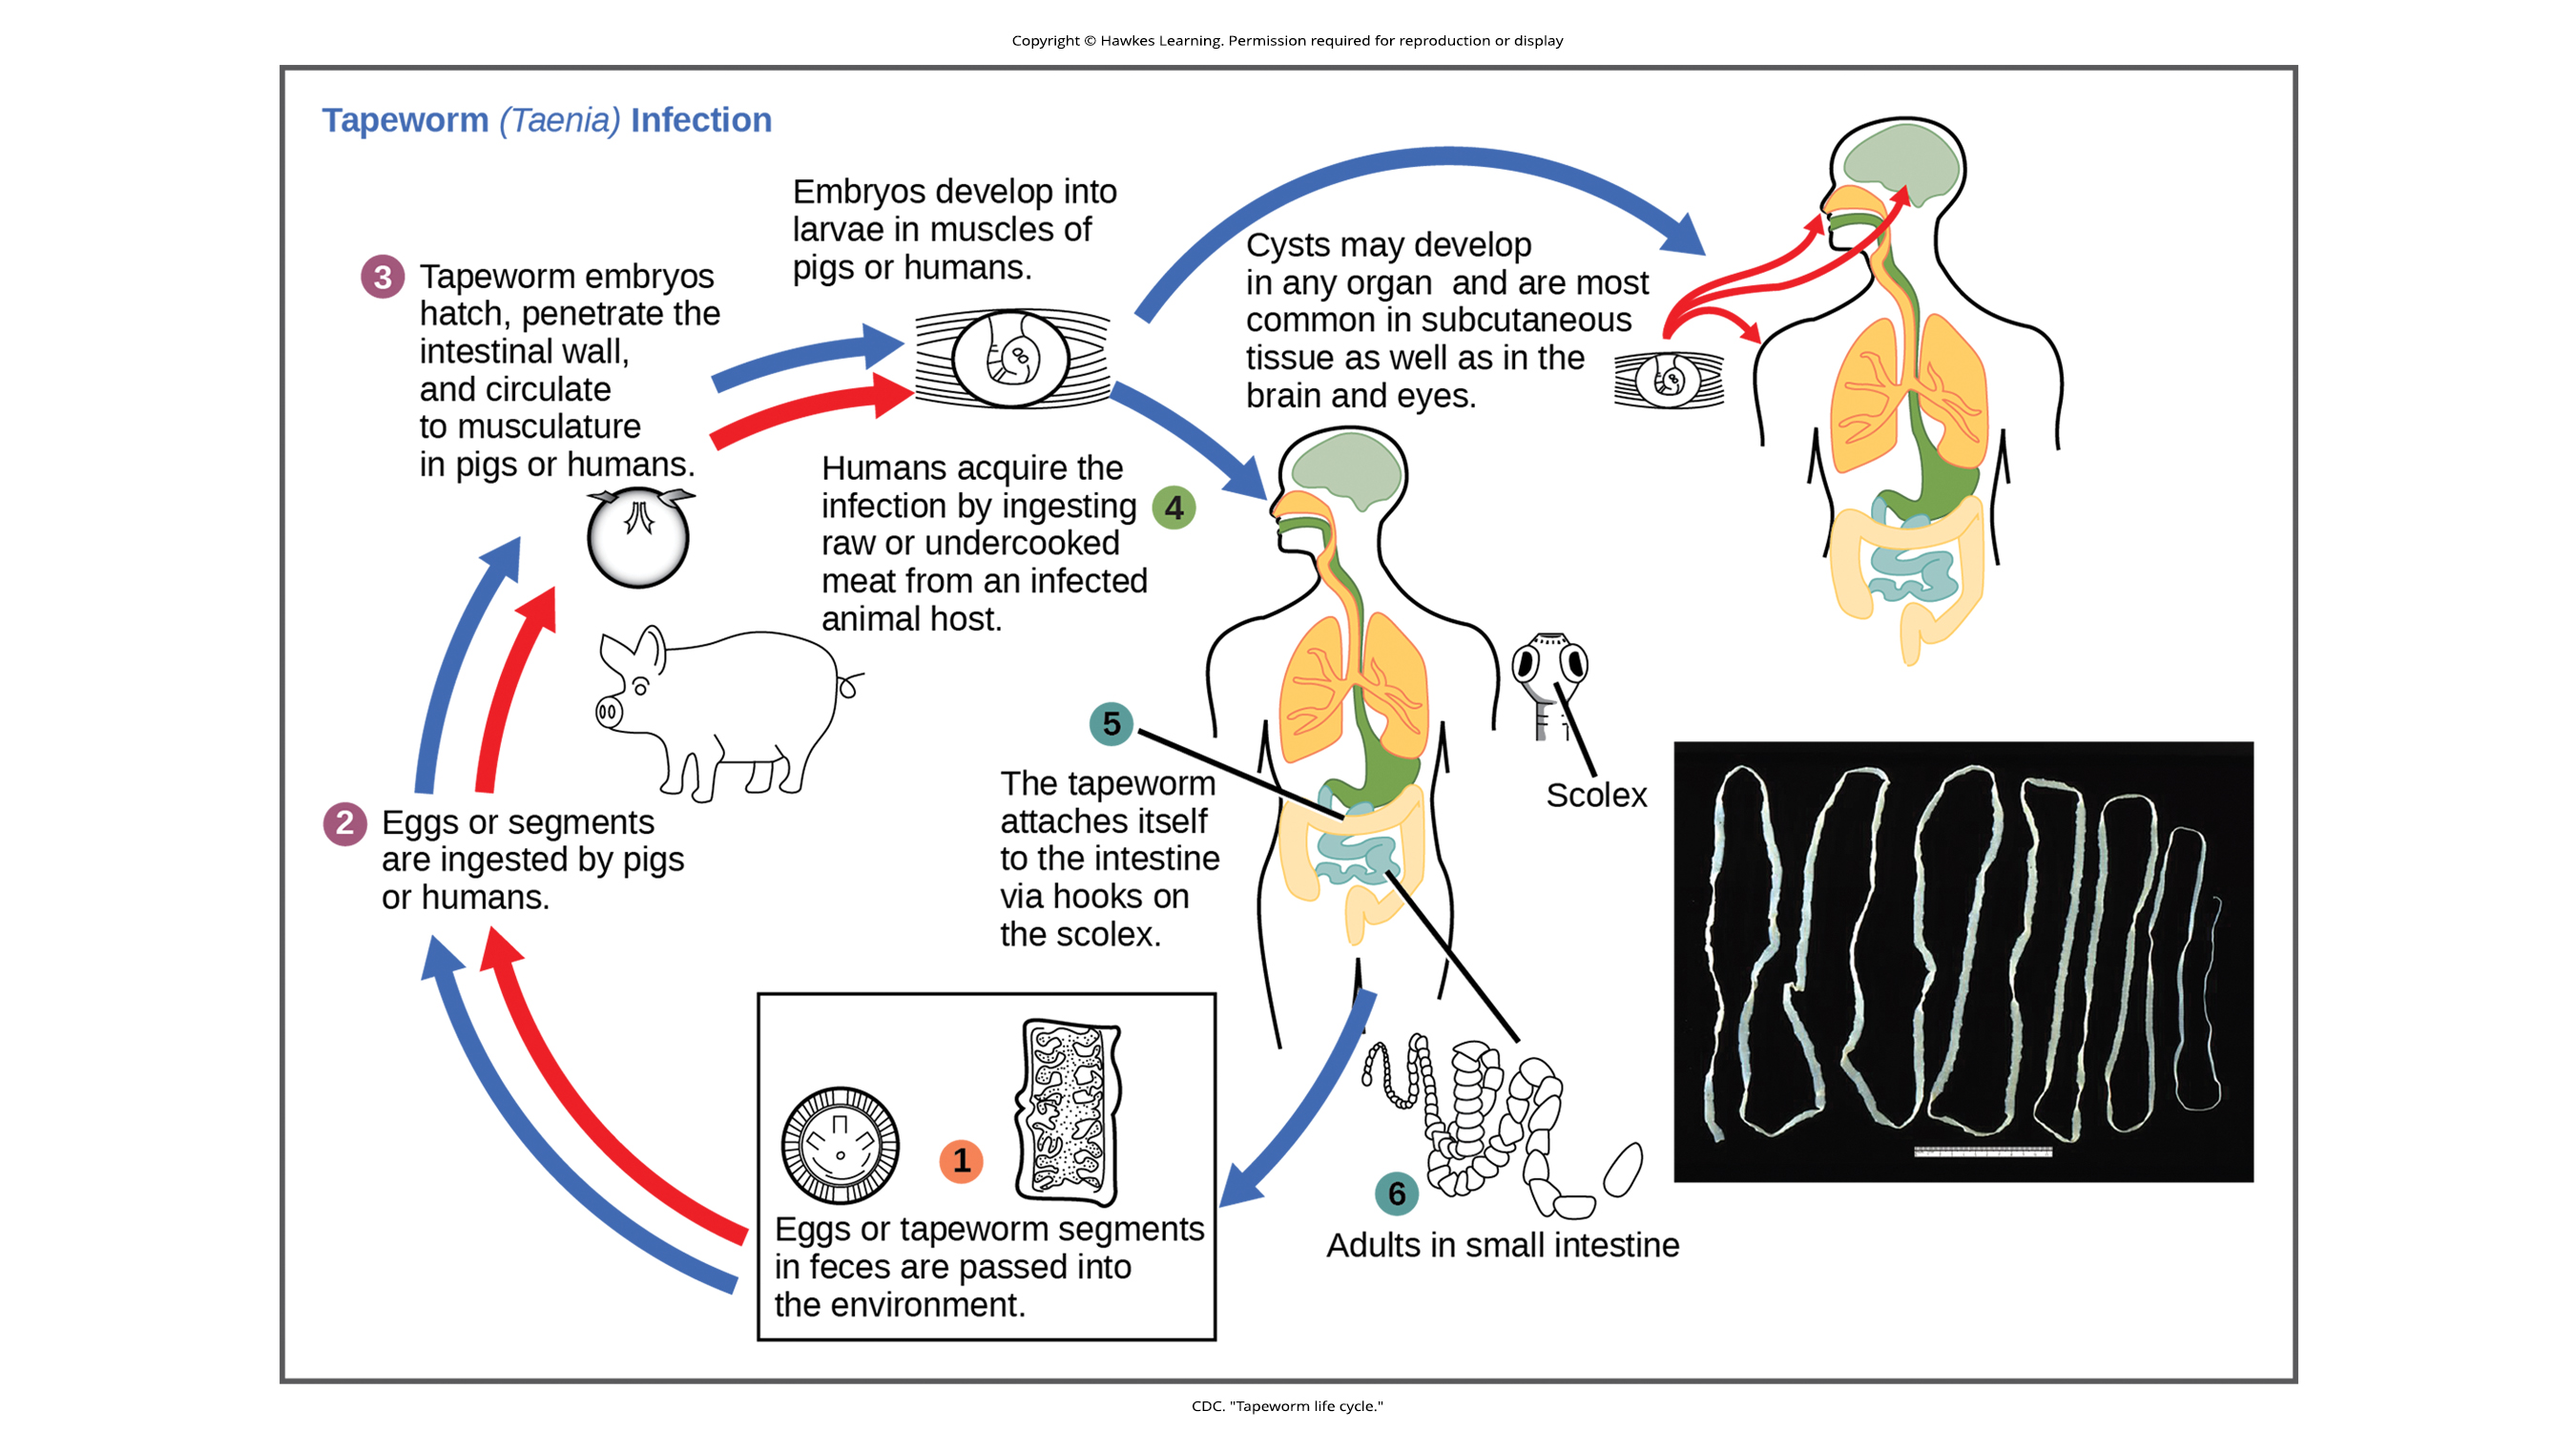 Copyright © Hawkes Learning. Permission required for reproduction or display
Tapeworm (Taenia) Infection
Embryos develop into
larvae in muscles of
pigs or humans.
3
Tapeworm embryos
hatch, penetrate the
intestinal wall,
and circulate
to musculature
in pigs or humans.
Cysts may develop
in any organ and are most
common in subcutaneous
tissue as well as in the
brain and eyes.
Humans acquire the
infection by ingesting
raw or undercooked
meat from an infected
animal host.
4
5
The tapeworm
attaches itself
to the intestine
via hooks on
the scolex.
Scolex
2
Eggs or segments
are ingested by pigs
or humans.
1
Eggs or tapeworm segments
in feces are passed into
the environment.
6
Adults in small intestine
CDC. "Tapeworm life cycle."